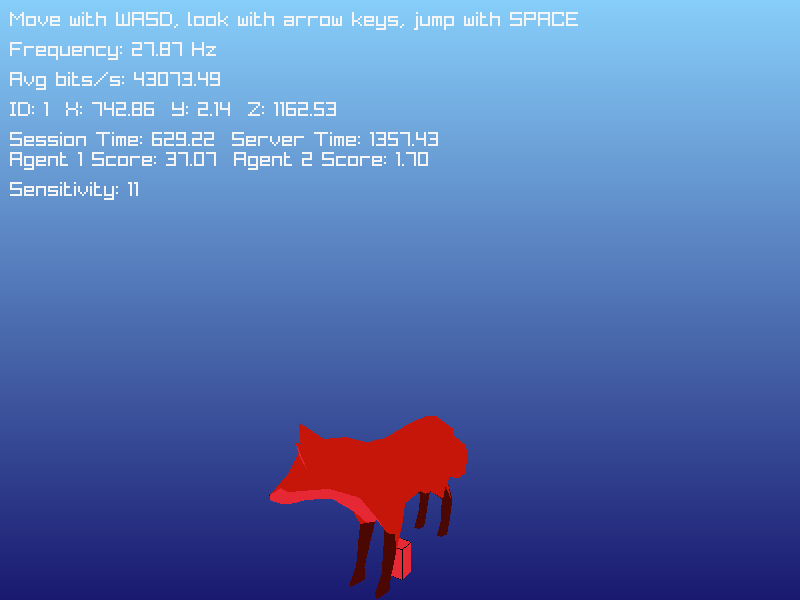 Move with WASD, look with arrow keys, jump with SPACE
Frequency: 27.87 Hz
Avg bits/s: 43073.49
ID: 1  X: 742.86  Y: 2.14  Z: 1162.53
Session Time: 629.22  Server Time: 1357.43
Agent 1 Score: 37.07  Agent 2 Score: 1.70
Sensitivity: 11